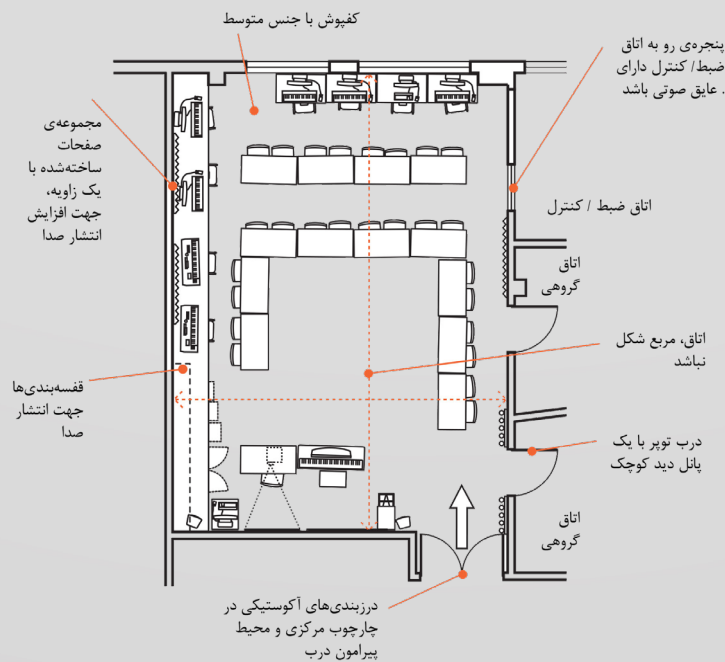 کفپوش با جنس متوسط
پنجره‌ی رو به اتاق
ضبط/ کنترل دارای
عایق صوتی باشد .
مجموعه‌ی
صفحات
ساخته‌شده با
یک زاویه،
جهت افزایش
انتشار صدا
اتاق ضبط / کنترل
اتاق
گروهی
اتاق، مربع شکل
نباشد
قفسه‌بندی‌ها
جهت انتشار
صدا
درب توپر با یک
پانل دید کوچک
اتاق
گروهی
درزبندی‌های آکوستیکی در
چارچوب مرکزی و محیط
پیرامون درب